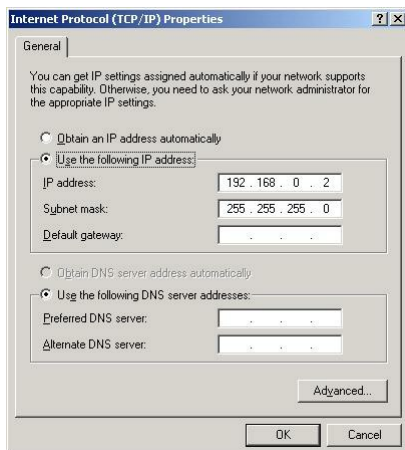 Internet Protocol (TCP/IP) Properties
General
You can get IP settings assigned automatically if your network supports
this capability. Otherwise, you need to ask your network administrator for
the appropriate IP settings.
Obtain an IP address automatically
Use the following IP address:
IP address: 192 . 168 . 0 . 2
Subnet mask: 255 . 255 . 255 . 0
Default gateway: . . .
Obtain DNS server address automatically
Use the following DNS server addresses:
Preferred DNS server: . . .
Alternate DNS server: . . .
Advanced...
OK Cancel